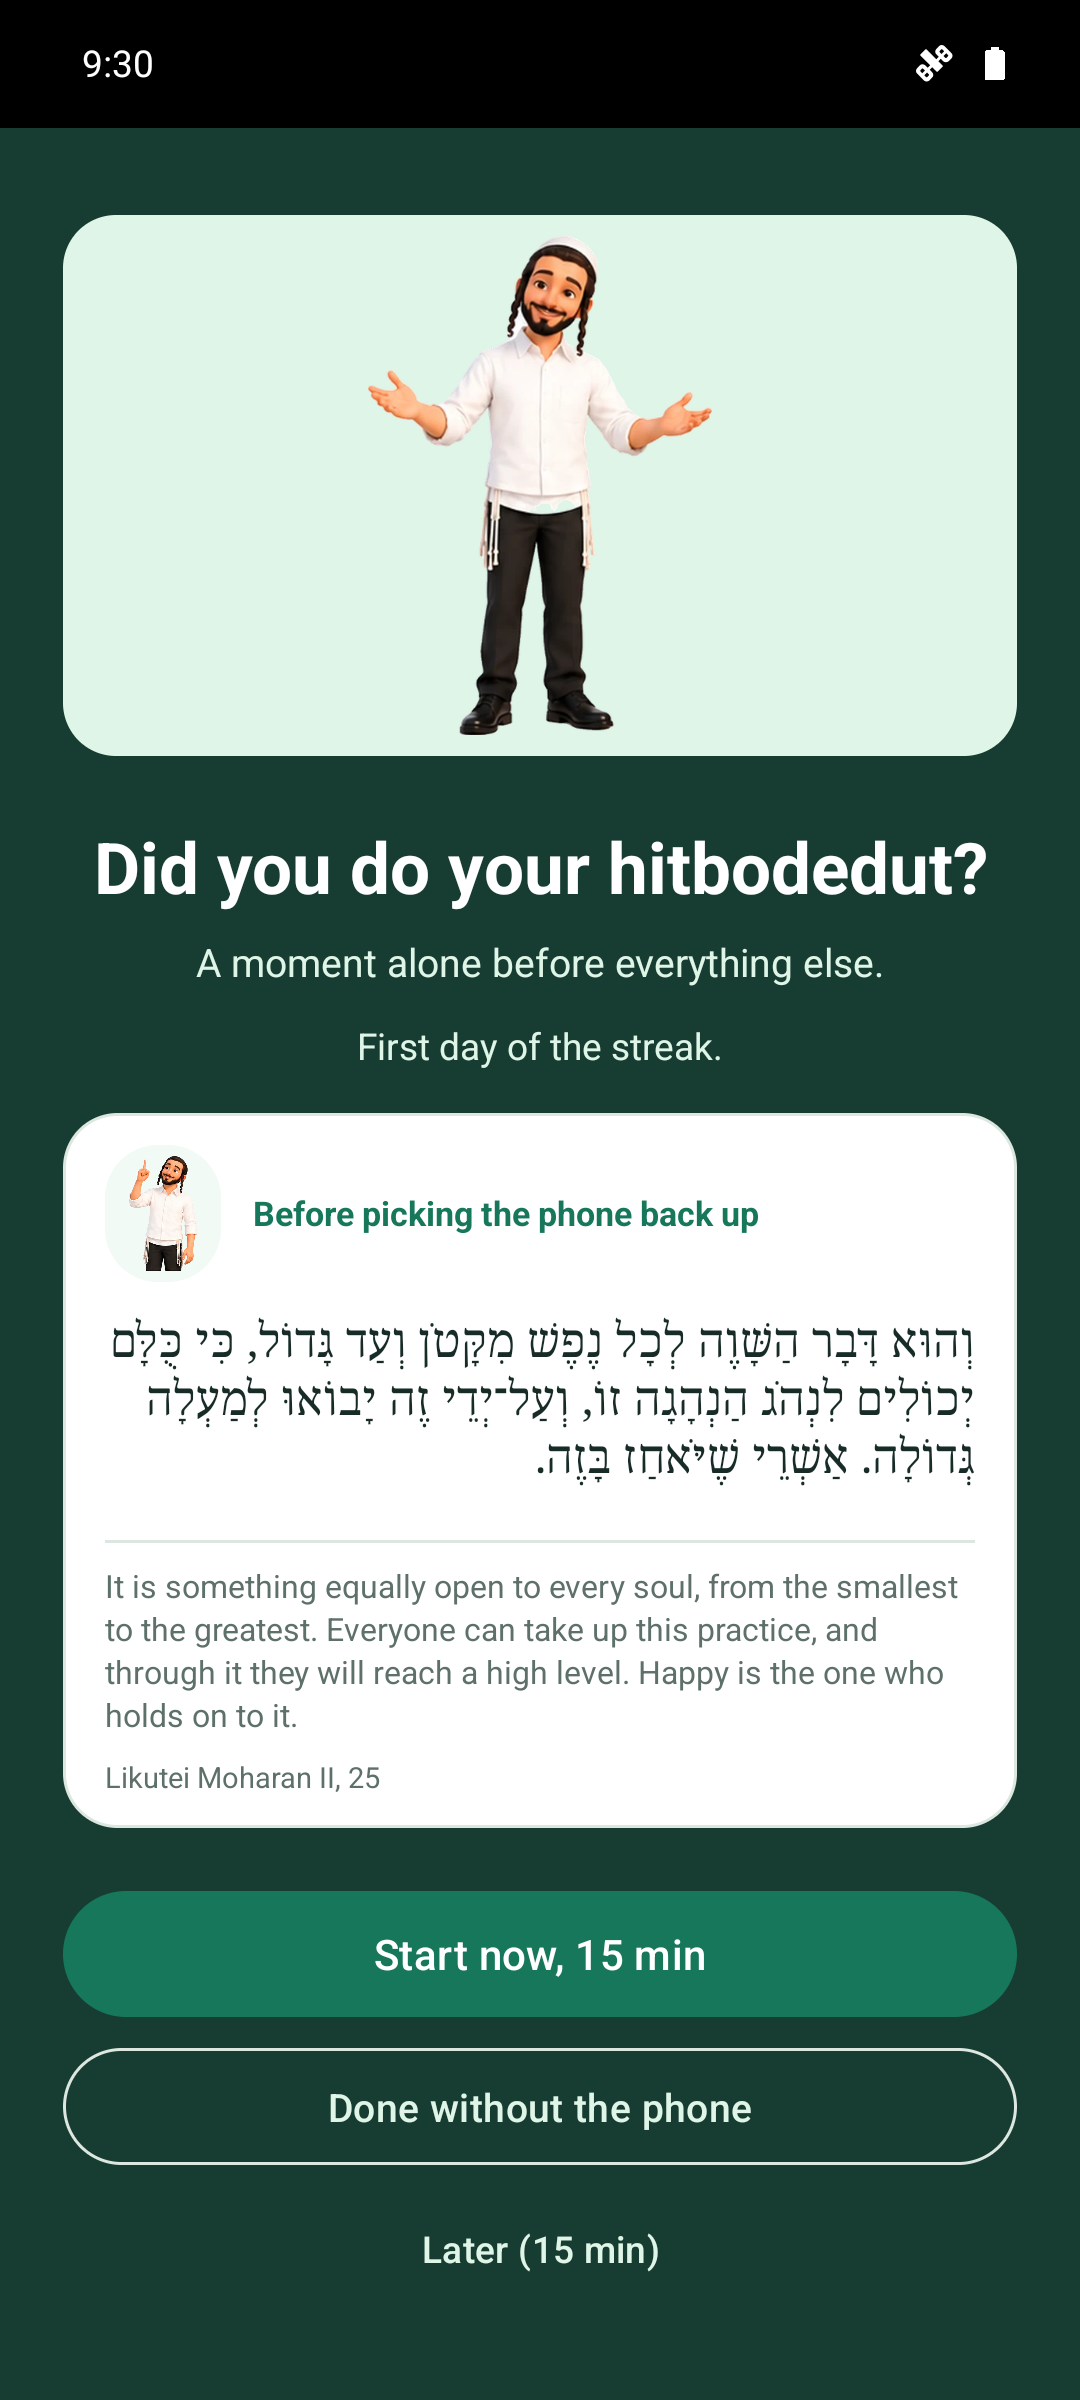 9:30
Did you do your hitbodedut?
A moment alone before everything else.
First day of the streak.
Before picking the phone back up
וְהוּא דָּבָר הַשָּׁוֶה לְכָל נֶפֶשׁ מִקָּטֹן וְעַד גָּדוֹל, כִּי כֻּלָּם
יְכוֹלִים לִנְהֹג הַנְהָגָה זוֹ, וְעַל־יְדֵי זֶה יָבוֹאוּ לְמַעְלָה
גְּדוֹלָה. אַשְׁרֵי שֶׁיֹּאחַז בָּזֶה.
It is something equally open to every soul, from the smallest
to the greatest. Everyone can take up this practice, and
through it they will reach a high level. Happy is the one who
holds on to it.
Likutei Moharan II, 25
Start now, 15 min
Done without the phone
Later (15 min)